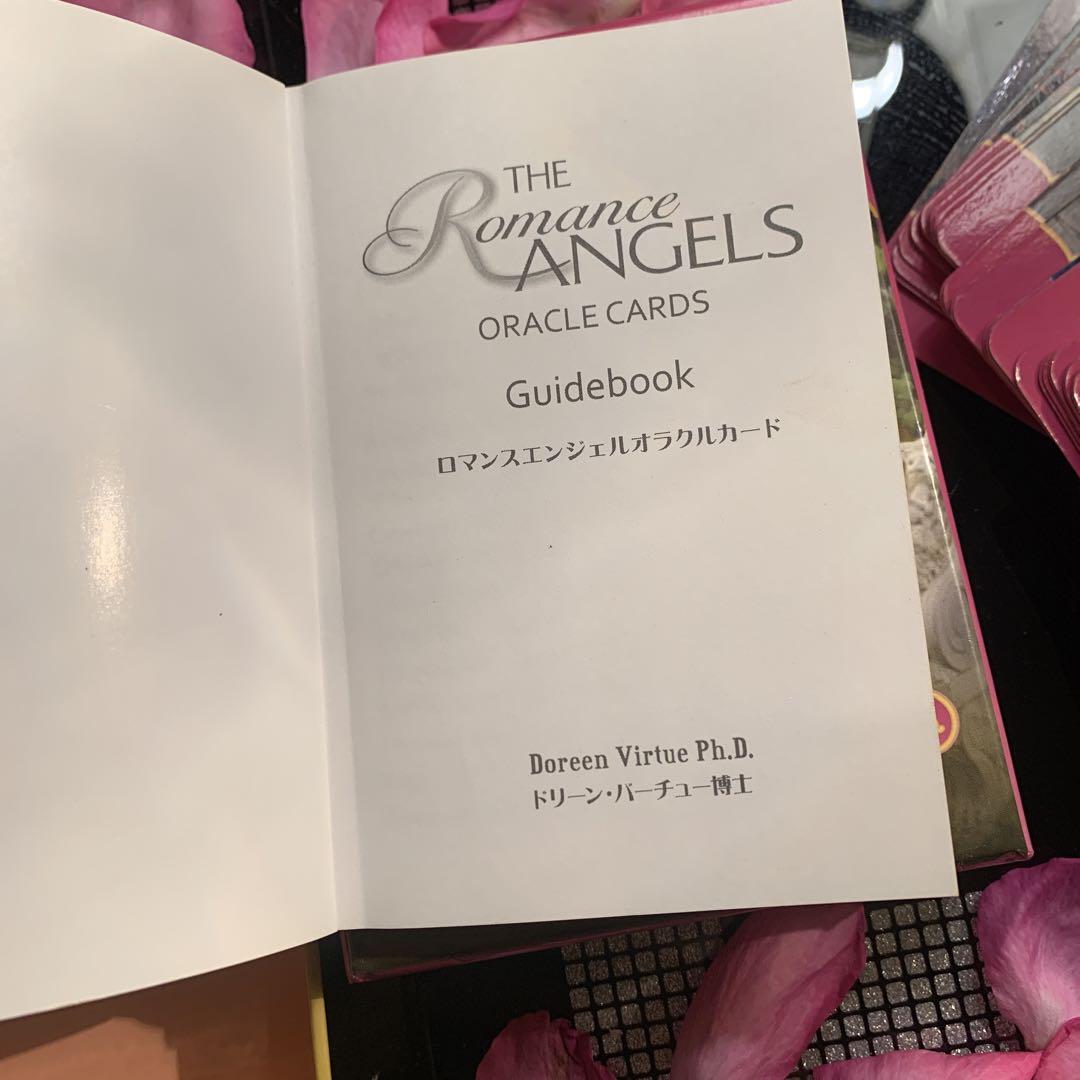 THE
Romance
ANGELS
ORACLE CARDS
Guidebook
ロマンスエンジェルオラクルカード
Doreen Virtue Ph.D.
ドリーン・バーチュー博士